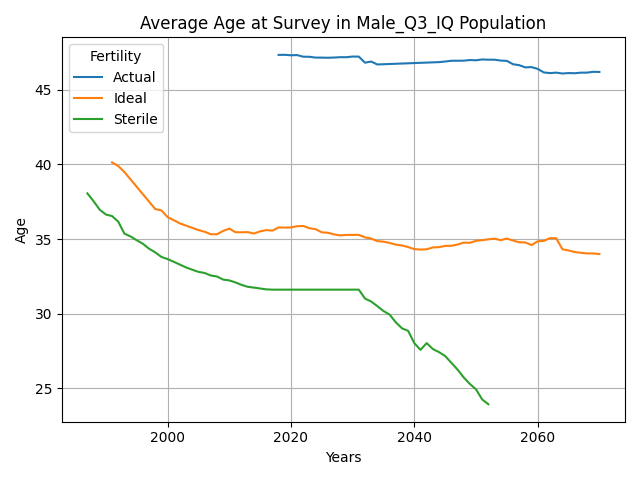 Average Age at Survey in Male_Q3_IQ Population
Fertility
Actual
Ideal
Sterile
Age
45
40
35
30
25
2000
2020
2040
2060
Years